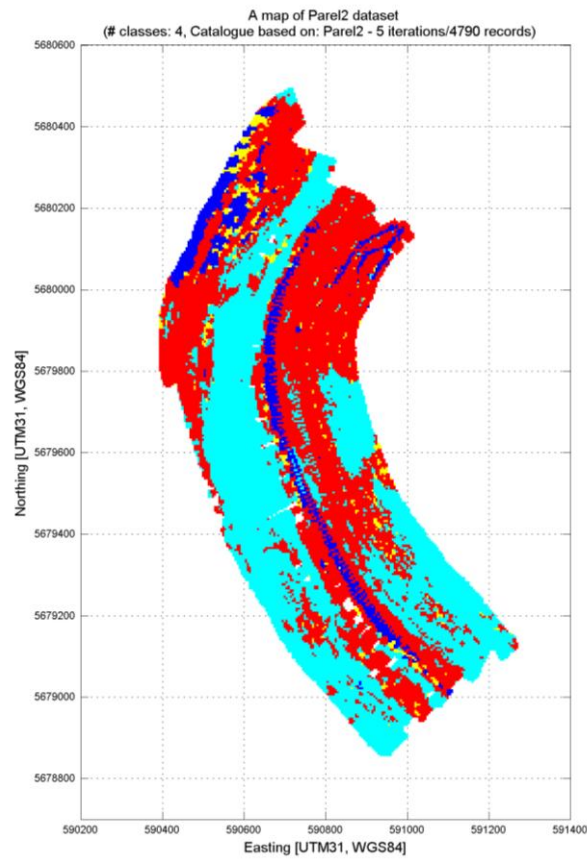 A map of Parel2 dataset
(# classes: 4, Catalogue based on: Parel2 - 5 iterations/4790 records)
5680600
5680400
5680200
5680000
5679800
5679600
5679400
5679200
5679000
5678800
Northing [UTM31, WGS84]
590200 590400 590600 590800 591000 591200 591400
Easting [UTM31, WGS84]